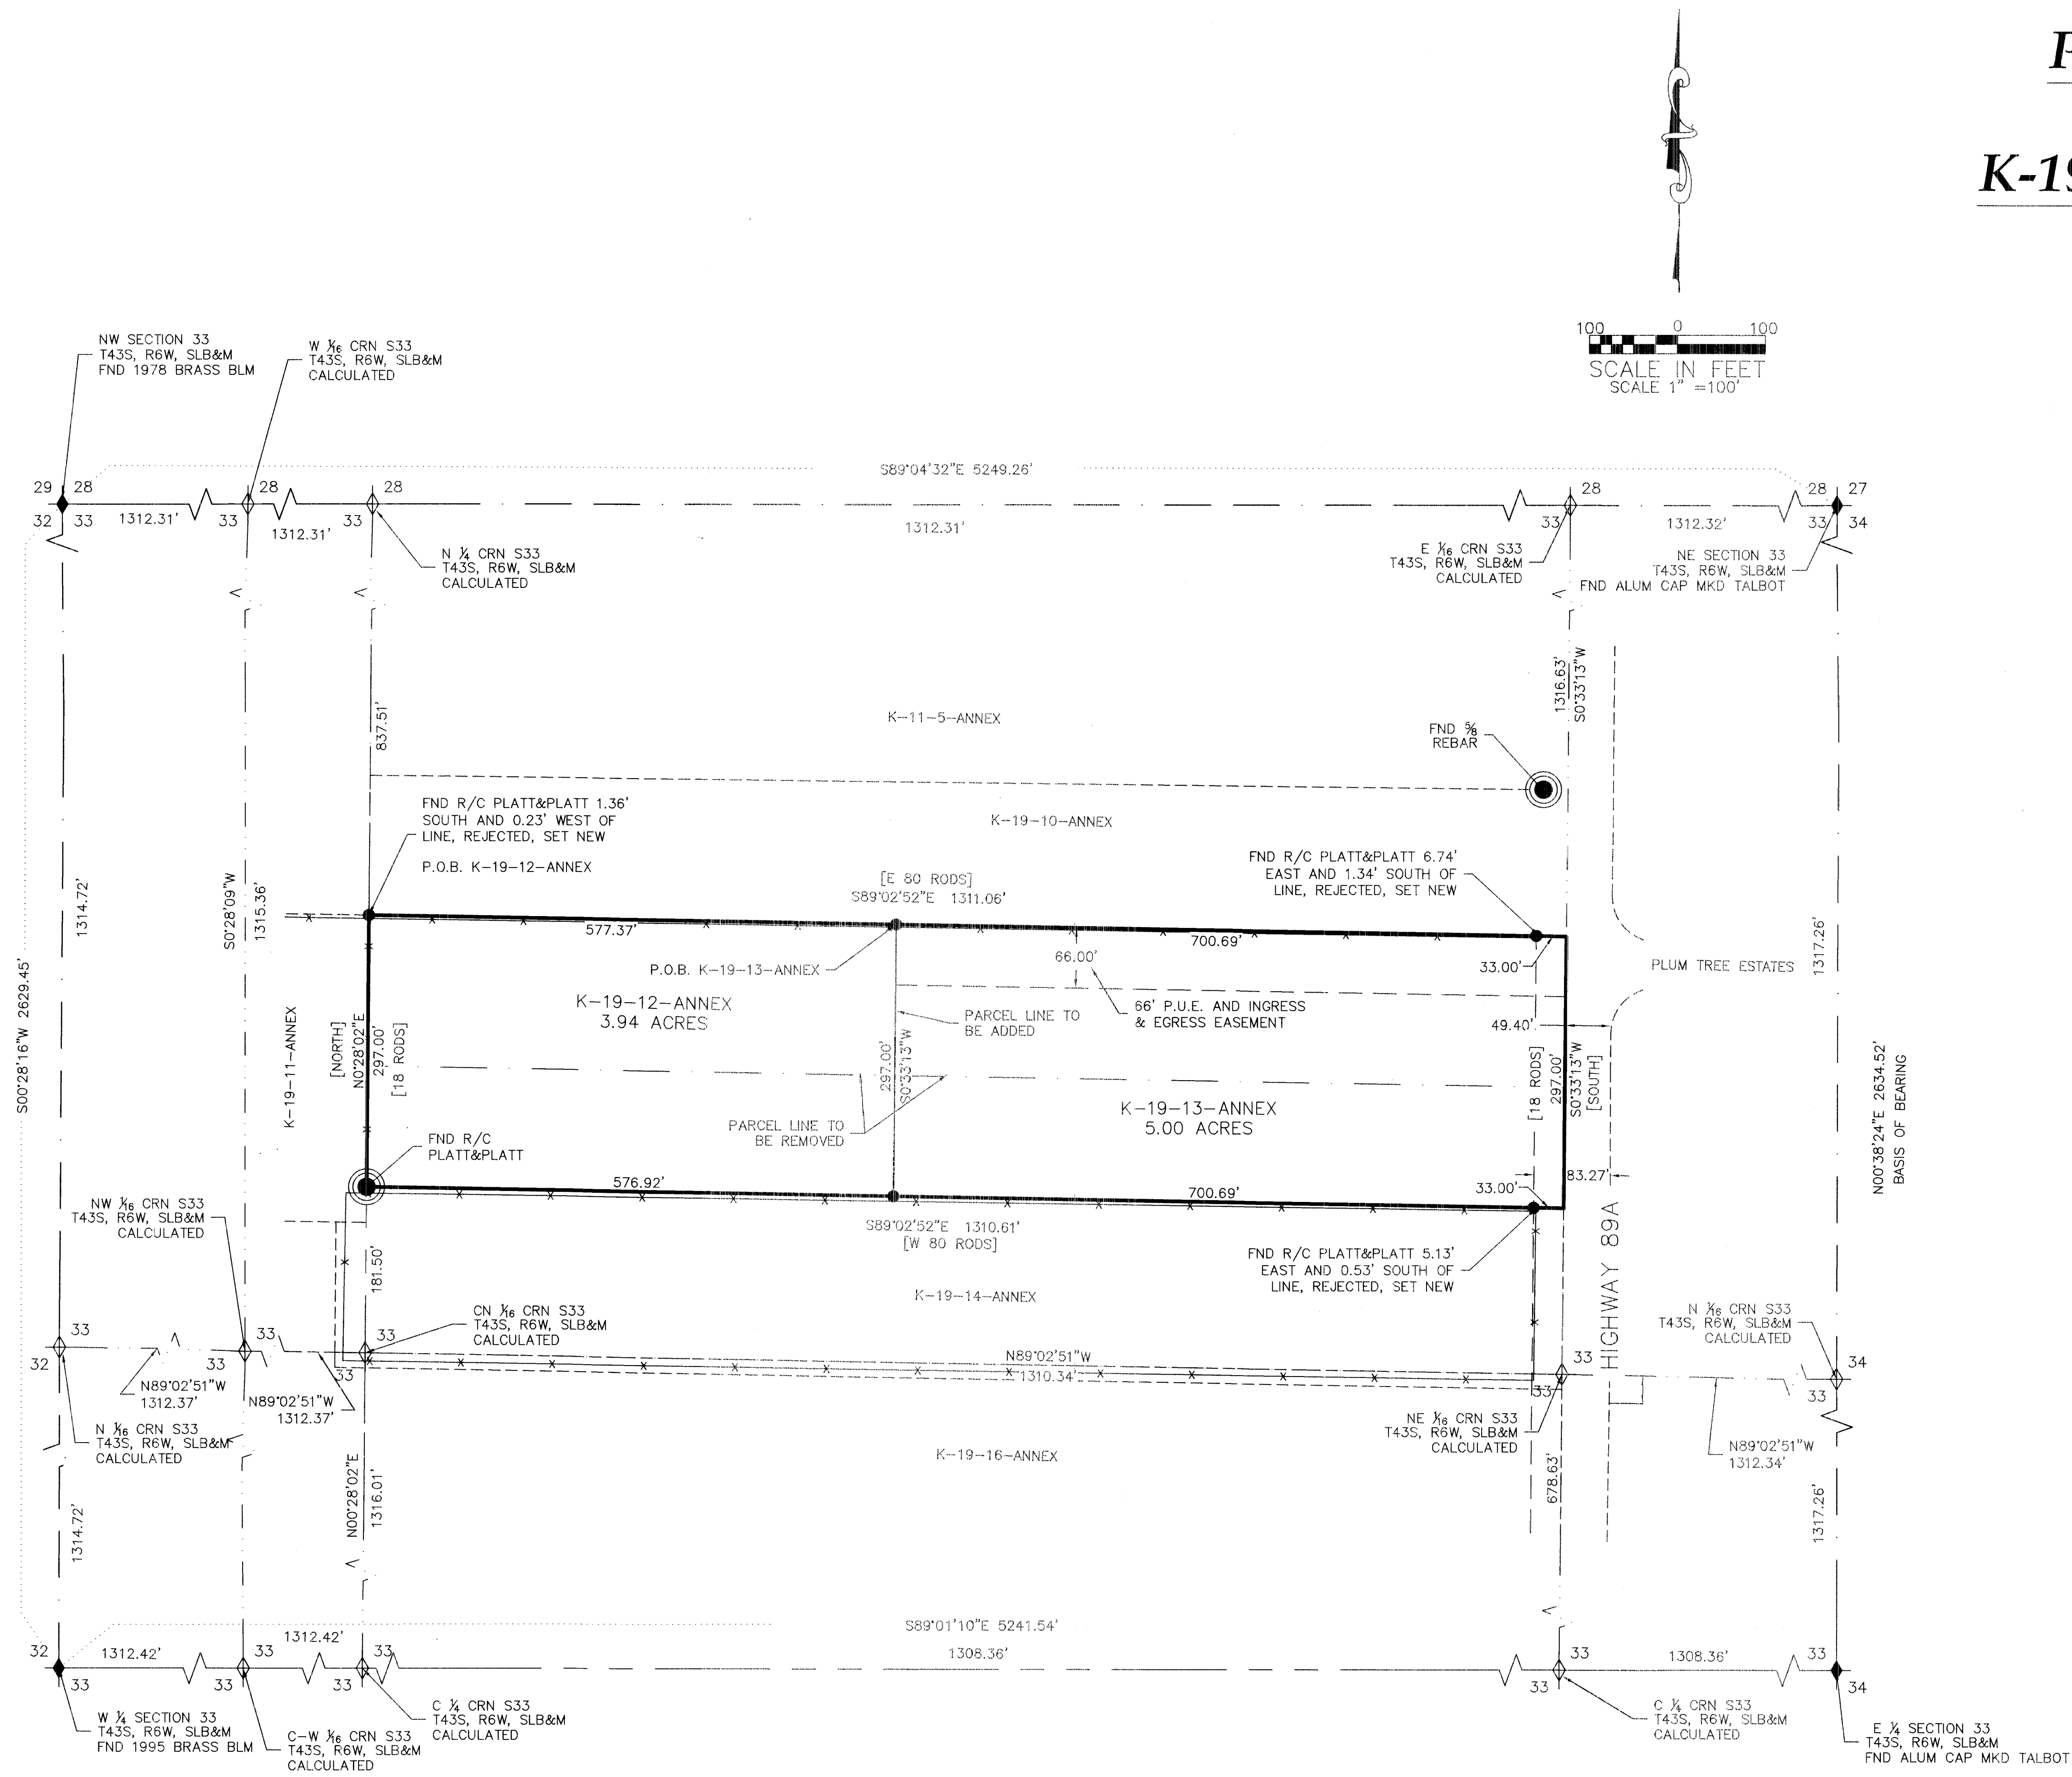 P
K-19
100 0 100
SCALE IN FEET
SCALE 1" =100'
NW SECTION 33
T43S, R6W, SLB&M
FND 1978 BRASS BLM
W 1/16 CRN S33
T43S, R6W, SLB&M
CALCULATED
S89°04'32"E 5249.26'
29 28
28
28
28
28 27
32 33
1312.31'
33
1312.31'
33
1312.31'
33
1312.32'
33 34
N 1/4 CRN S33
T43S, R6W, SLB&M
CALCULATED
E 1/16 CRN S33
T43S, R6W, SLB&M
CALCULATED
NE SECTION 33
T43S, R6W, SLB&M
FND ALUM CAP MKD TALBOT
837.51'
K-11-5-ANNEX
1316.63'
S0°33'13"W
FND 5/8
REBAR
FND R/C PLATT&PLATT 1.36'
SOUTH AND 0.23' WEST OF
LINE, REJECTED, SET NEW
P.O.B. K-19-12-ANNEX
K-19-10-ANNEX
FND R/C PLATT&PLATT 6.74'
EAST AND 1.34' SOUTH OF
LINE, REJECTED, SET NEW
[E 80 RODS]
S89°02'52"E 1311.06'
1314.72'
S0°28'09"W
1315.36'
1317.26'
577.37'
700.69'
33.00'
P.O.B. K-19-13-ANNEX
66.00'
PLUM TREE ESTATES
K-19-12-ANNEX
3.94 ACRES
PARCEL LINE TO
BE ADDED
66' P.U.E. AND INGRESS
& EGRESS EASEMENT
49.40'
S00°28'16"W 2629.45'
K-19-11-ANNEX
[NORTH]
N0°28'02"E
297.00'
[18 RODS]
297.00'
S0°33'13"W
[18 RODS]
297.00'
S0°33'13"W
[SOUTH]
N00°38'24"E 2634.52'
BASIS OF BEARING
K-19-13-ANNEX
5.00 ACRES
PARCEL LINE TO
BE REMOVED
FND R/C
PLATT&PLATT
576.92'
700.69'
33.00'
83.27'
S89°02'52"E 1310.61'
[W 80 RODS]
NW 1/16 CRN S33
T43S, R6W, SLB&M
CALCULATED
181.50'
FND R/C PLATT&PLATT 5.13'
EAST AND 0.53' SOUTH OF
LINE, REJECTED, SET NEW
HIGHWAY 89A
K-19-14-ANNEX
CN 1/16 CRN S33
T43S, R6W, SLB&M
CALCULATED
N 1/16 CRN S33
T43S, R6W, SLB&M
CALCULATED
33
33
33
33
34
32
33
33
33
33
N89°02'51"W
1310.34'
N89°02'51"W
1312.37'
N89°02'51"W
1312.37'
N 1/16 CRN S33
T43S, R6W, SLB&M
CALCULATED
NE 1/16 CRN S33
T43S, R6W, SLB&M
CALCULATED
N89°02'51"W
1312.34'
K-19-16-ANNEX
1314.72'
N00°28'02"E
1316.01'
678.63'
1317.26'
S89°01'10"E 5241.54'
32
1312.42'
33
1312.42'
33
1308.36'
33
1308.36'
33
33
33
33
33
34
W 1/4 SECTION 33
T43S, R6W, SLB&M
FND 1995 BRASS BLM
C-W 1/16 CRN S33
T43S, R6W, SLB&M
CALCULATED
C 1/4 CRN S33
T43S, R6W, SLB&M
CALCULATED
C 1/4 CRN S33
T43S, R6W, SLB&M
CALCULATED
E 1/4 SECTION 33
T43S, R6W, SLB&M
FND ALUM CAP MKD TALBOT